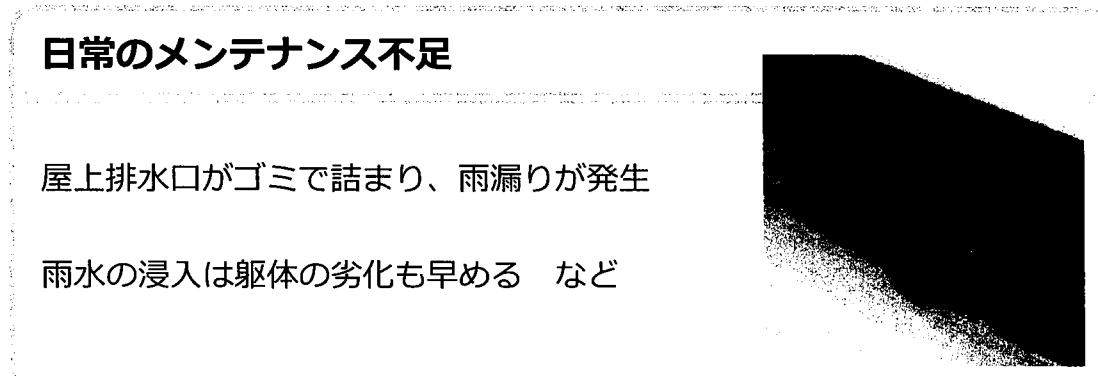 日常のメンテナンス不足
屋上排水口がゴミで詰まり、雨漏りが発生
雨水の浸入は躯体の劣化も早める　など